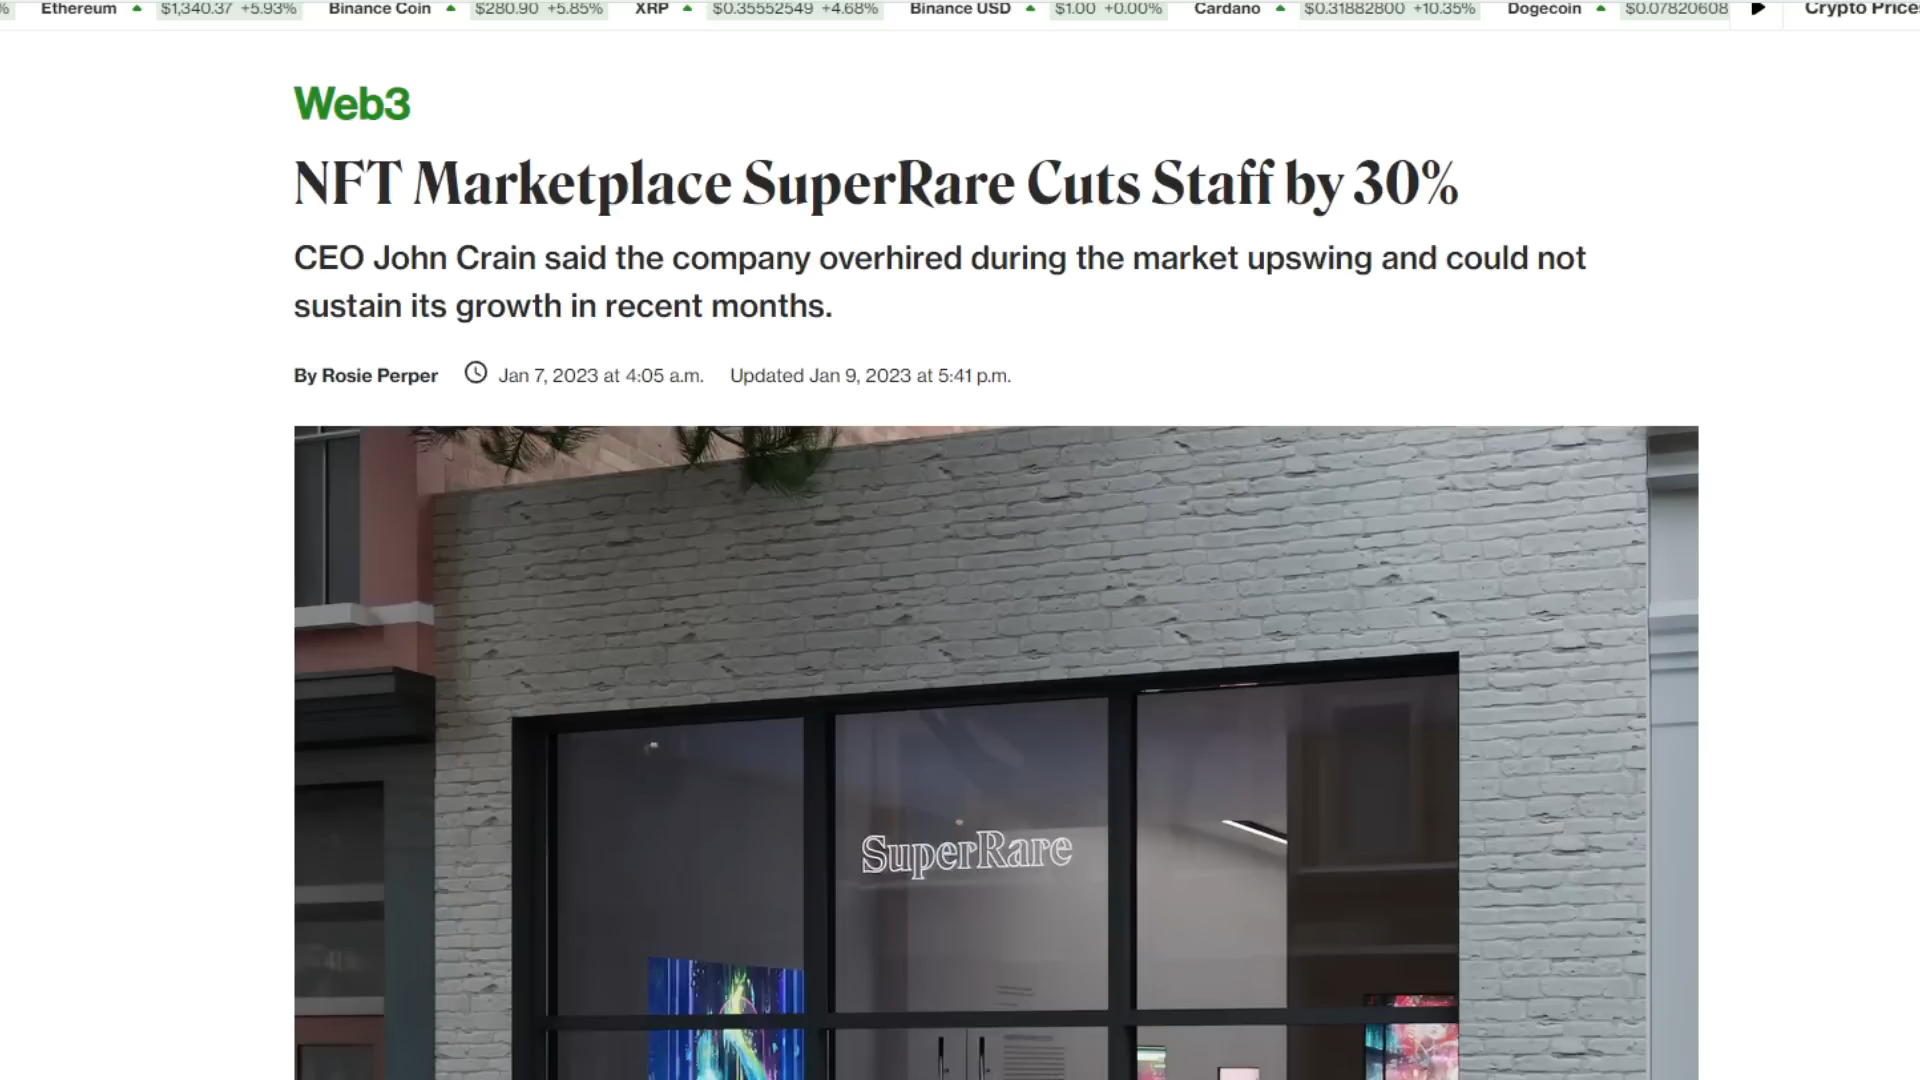 % Ethereum $1,340.37 +5.93% Binance Coin $280.90 +5.85% XRP $0.35552549 +4.68% Binance USD $1.00 +0.00% Cardano $0.31882800 +10.35% Dogecoin $0.07820608 Crypto Prices
Web3
NFT Marketplace SuperRare Cuts Staff by 30%
CEO John Crain said the company overhired during the market upswing and could not
sustain its growth in recent months.
By Rosie Perper Jan 7, 2023 at 4:05 a.m. Updated Jan 9, 2023 at 5:41 p.m.
SuperRare